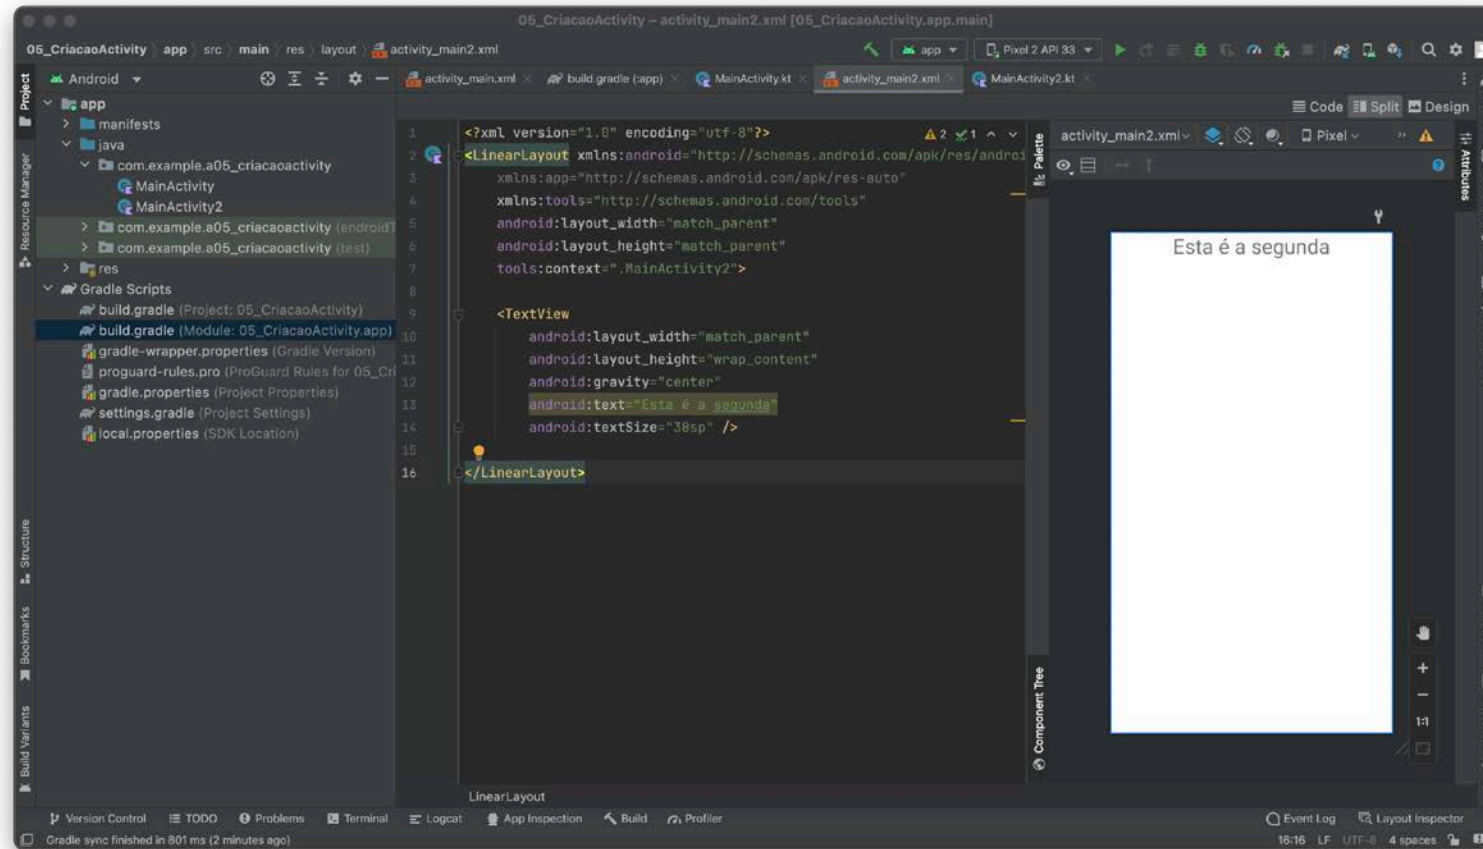 05_CriacaoActivity – activity_main2.xml [05_CriacaoActivity.app.main]
05_CriacaoActivity app src main res layout activity_main2.xml
app Pixel 2 API 33
Project
Android
activity_main.xml build.gradle (:app) MainActivity.kt activity_main2.xml MainActivity2.kt
Code Split Design
app
manifests
java
com.example.a05_criacaoactivity
MainActivity
MainActivity2
com.example.a05_criacaoactivity (androidT
com.example.a05_criacaoactivity (test)
res
Gradle Scripts
build.gradle (Project: 05_CriacaoActivity)
build.gradle (Module: 05_CriacaoActivity.app)
gradle-wrapper.properties (Gradle Version)
proguard-rules.pro (ProGuard Rules for 05_Cri
gradle.properties (Project Properties)
settings.gradle (Project Settings)
local.properties (SDK Location)
Resource Manager
Structure
Bookmarks
Build Variants
1 <?xml version="1.0" encoding="utf-8"?>
2 <LinearLayout xmlns:android="http://schemas.android.com/apk/res/androi
3 xmlns:app="http://schemas.android.com/apk/res-auto"
4 xmlns:tools="http://schemas.android.com/tools"
5 android:layout_width="match_parent"
6 android:layout_height="match_parent"
7 tools:context=".MainActivity2">
8
9 <TextView
10 android:layout_width="match_parent"
11 android:layout_height="wrap_content"
12 android:gravity="center"
13 android:text="Esta é a segunda"
14 android:textSize="30sp" />
15
16 </LinearLayout>
2 1
Palette
Component Tree
activity_main2.xml Pixel
Attributes
Esta é a segunda
1:1
LinearLayout
Version Control TODO Problems Terminal Logcat App Inspection Build Profiler Event Log Layout Inspector
Gradle sync finished in 801 ms (2 minutes ago) 16:16 LF UTF-8 4 spaces